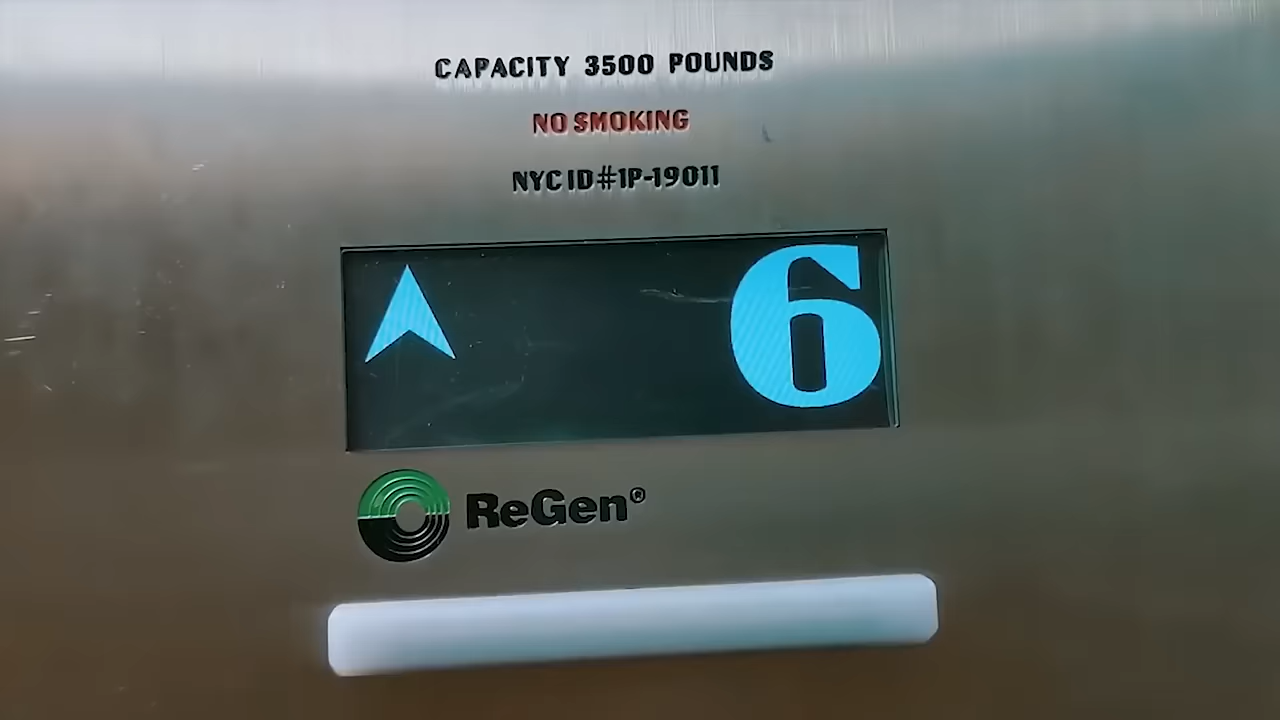 CAPACITY 3500 POUNDS
NO SMOKING
NYC ID#1P-19011
6
ReGen®